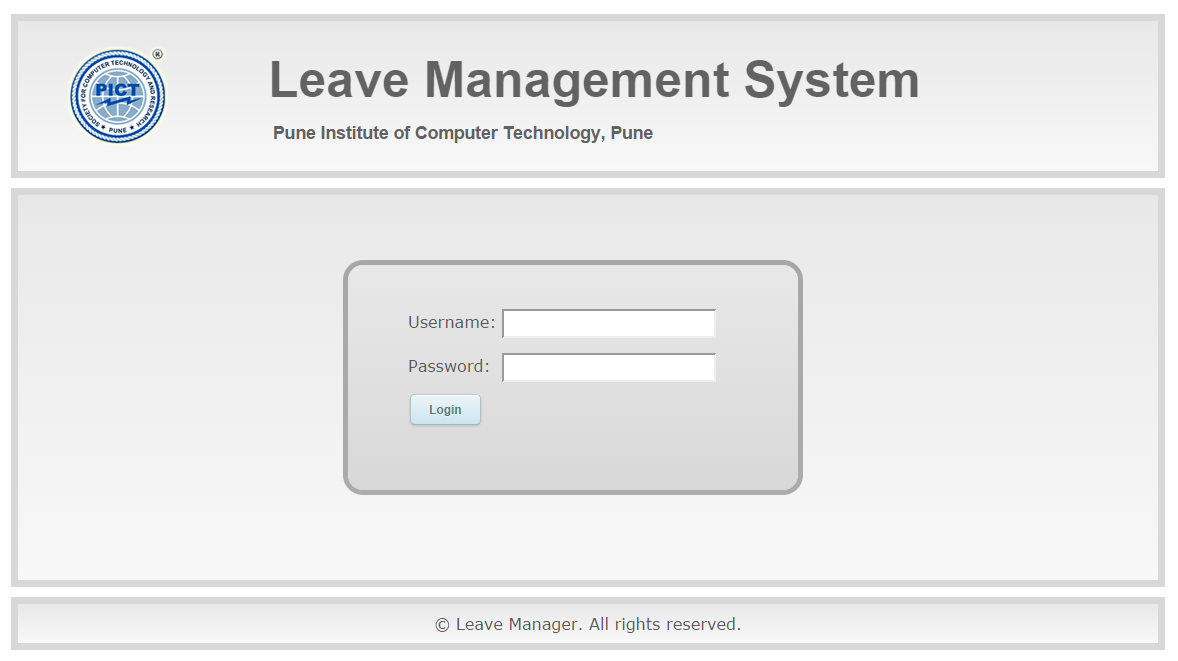 ®
SOCIETY FOR COMPUTER TECHNOLOGY AND RESEARCH
PICT
★ PUNE ★
Leave Management System
Pune Institute of Computer Technology, Pune
Username:
Password:
Login
© Leave Manager. All rights reserved.